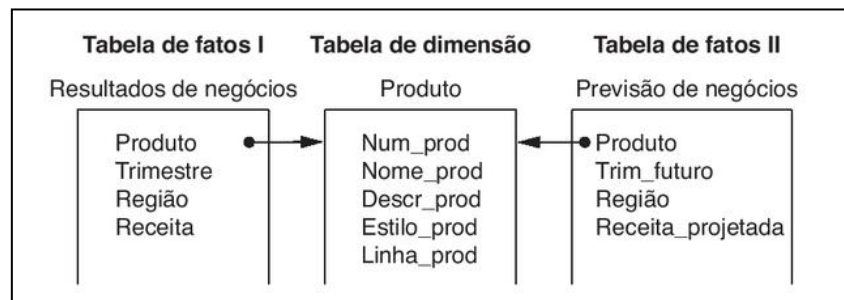 Tabela de fatos I Tabela de dimensão Tabela de fatos II
Resultados de negócios Produto Previsão de negócios
Produto Num_prod Produto
Trimestre Nome_prod Trim_futuro
Região Descr_prod Região
Receita Estilo_prod Receita_projetada
Linha_prod